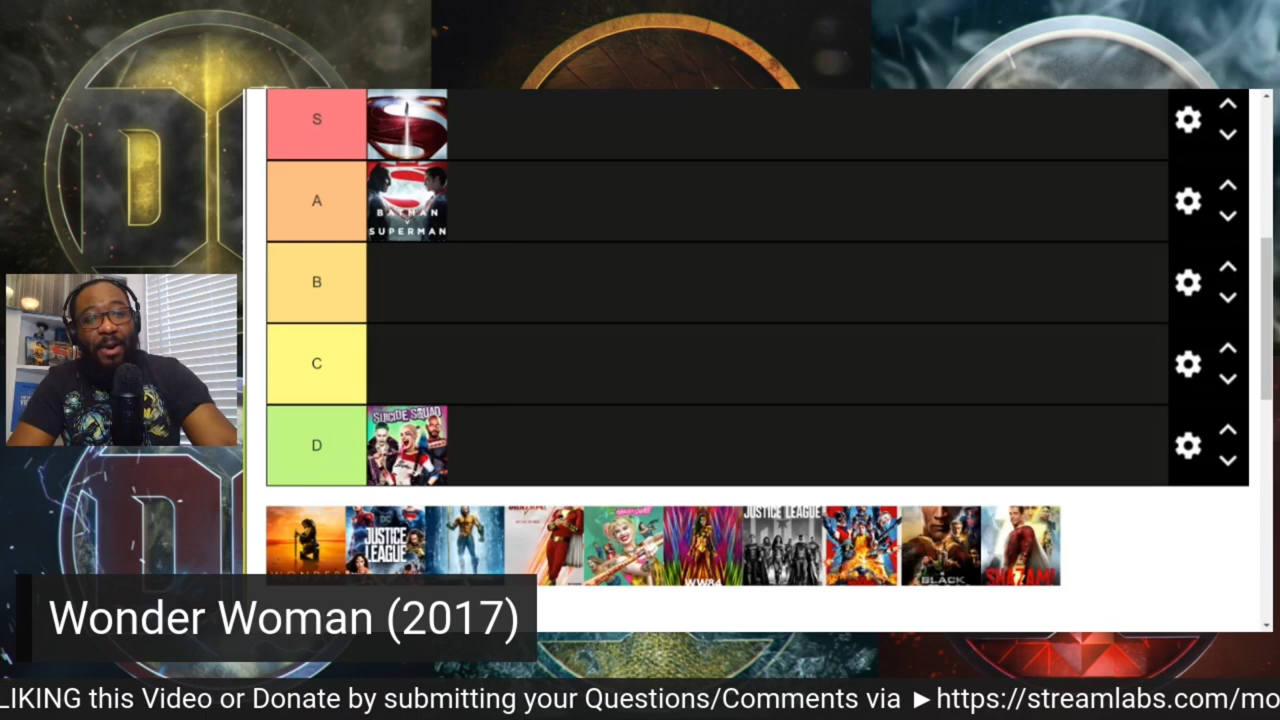 S
A
BATMAN
V
SUPERMAN
B
C
D
SUICIDE SQUAD
DC
JUSTICE
LEAGUE
WW84
JUSTICE LEAGUE
BLACK
SHAZAM!
Wonder Woman (2017)
LIKING this Video or Donate by submitting your Questions/Comments via ►https://streamlabs.com/mo